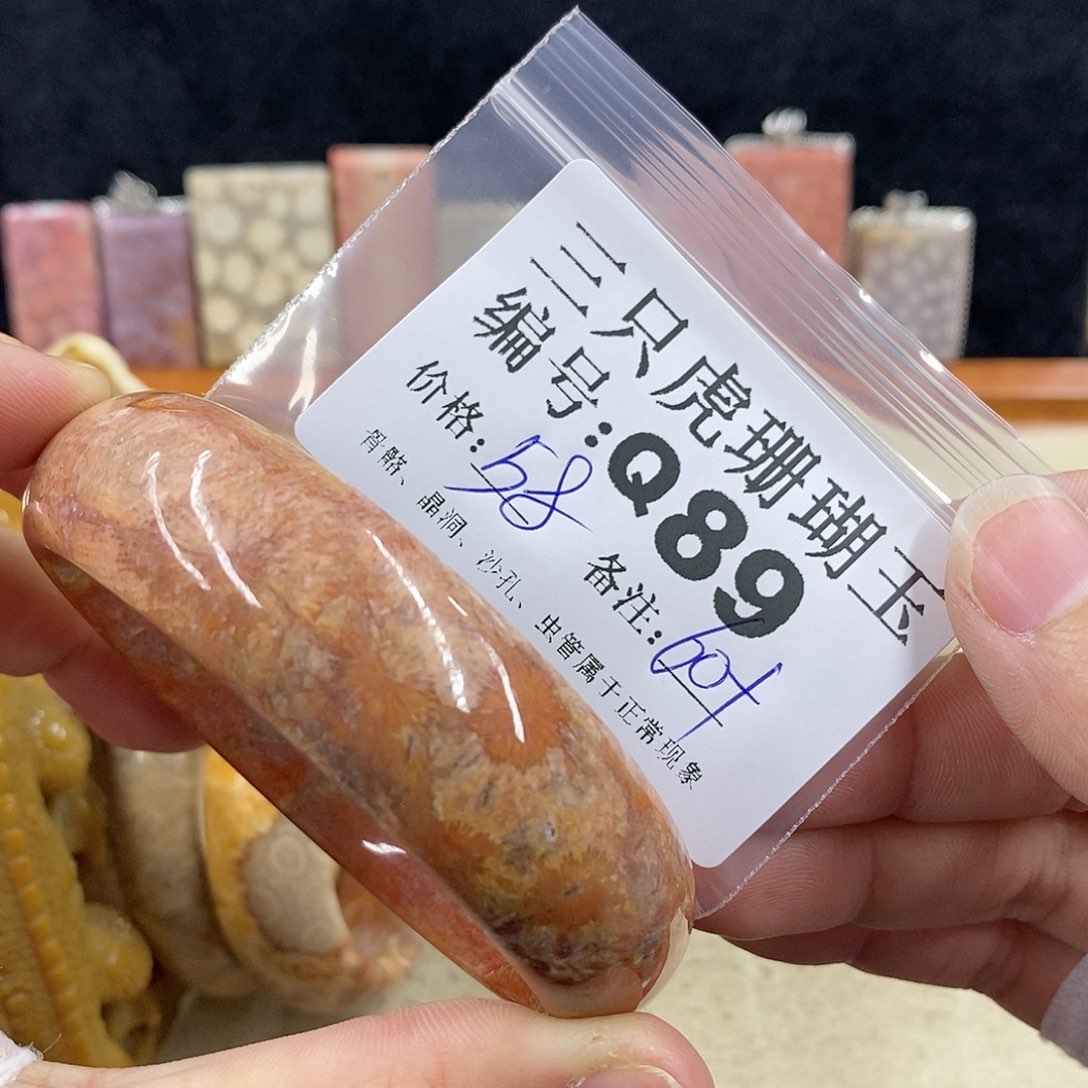 三只虎珊瑚玉
编号:Q89
价格:58 备注:60f
骨骼、晶洞、沙孔、虫管属于正常现象